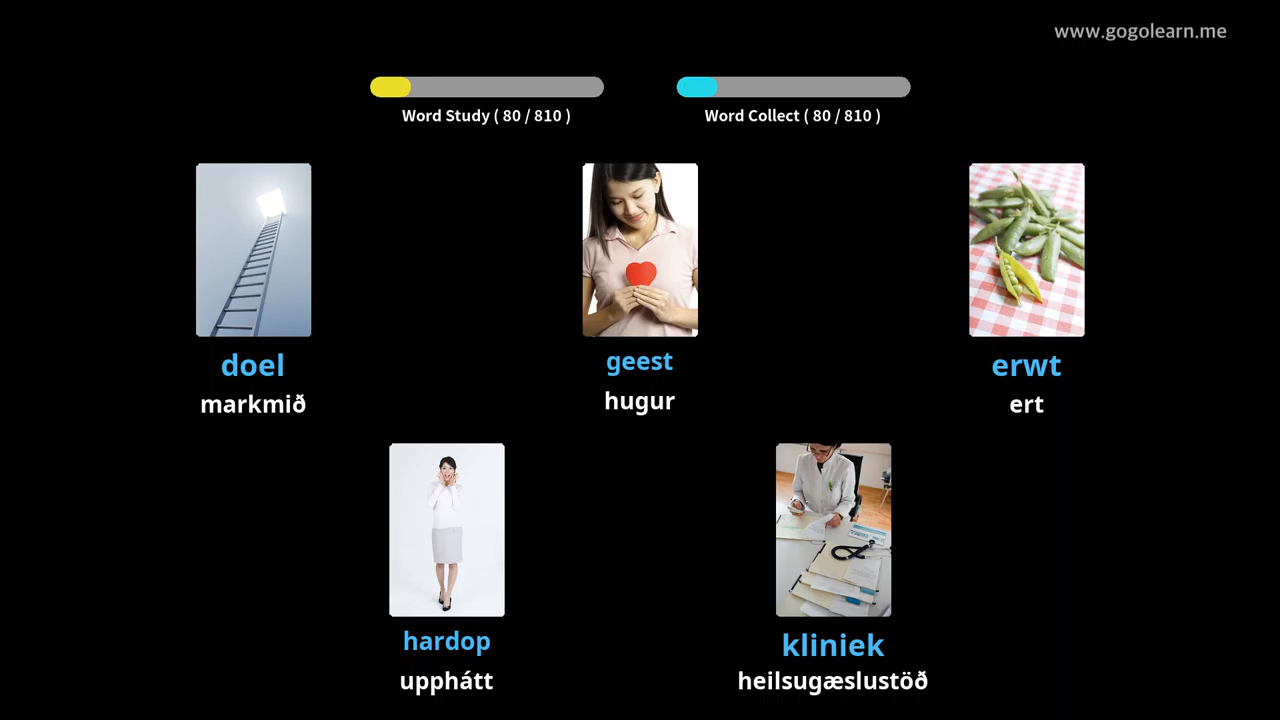 www.gogolearn.me
Word Study ( 80 / 810 )
Word Collect ( 80 / 810 )
doel
markmið
geest
hugur
erwt
ert
hardop
upphátt
kliniek
heilsugæslustöð